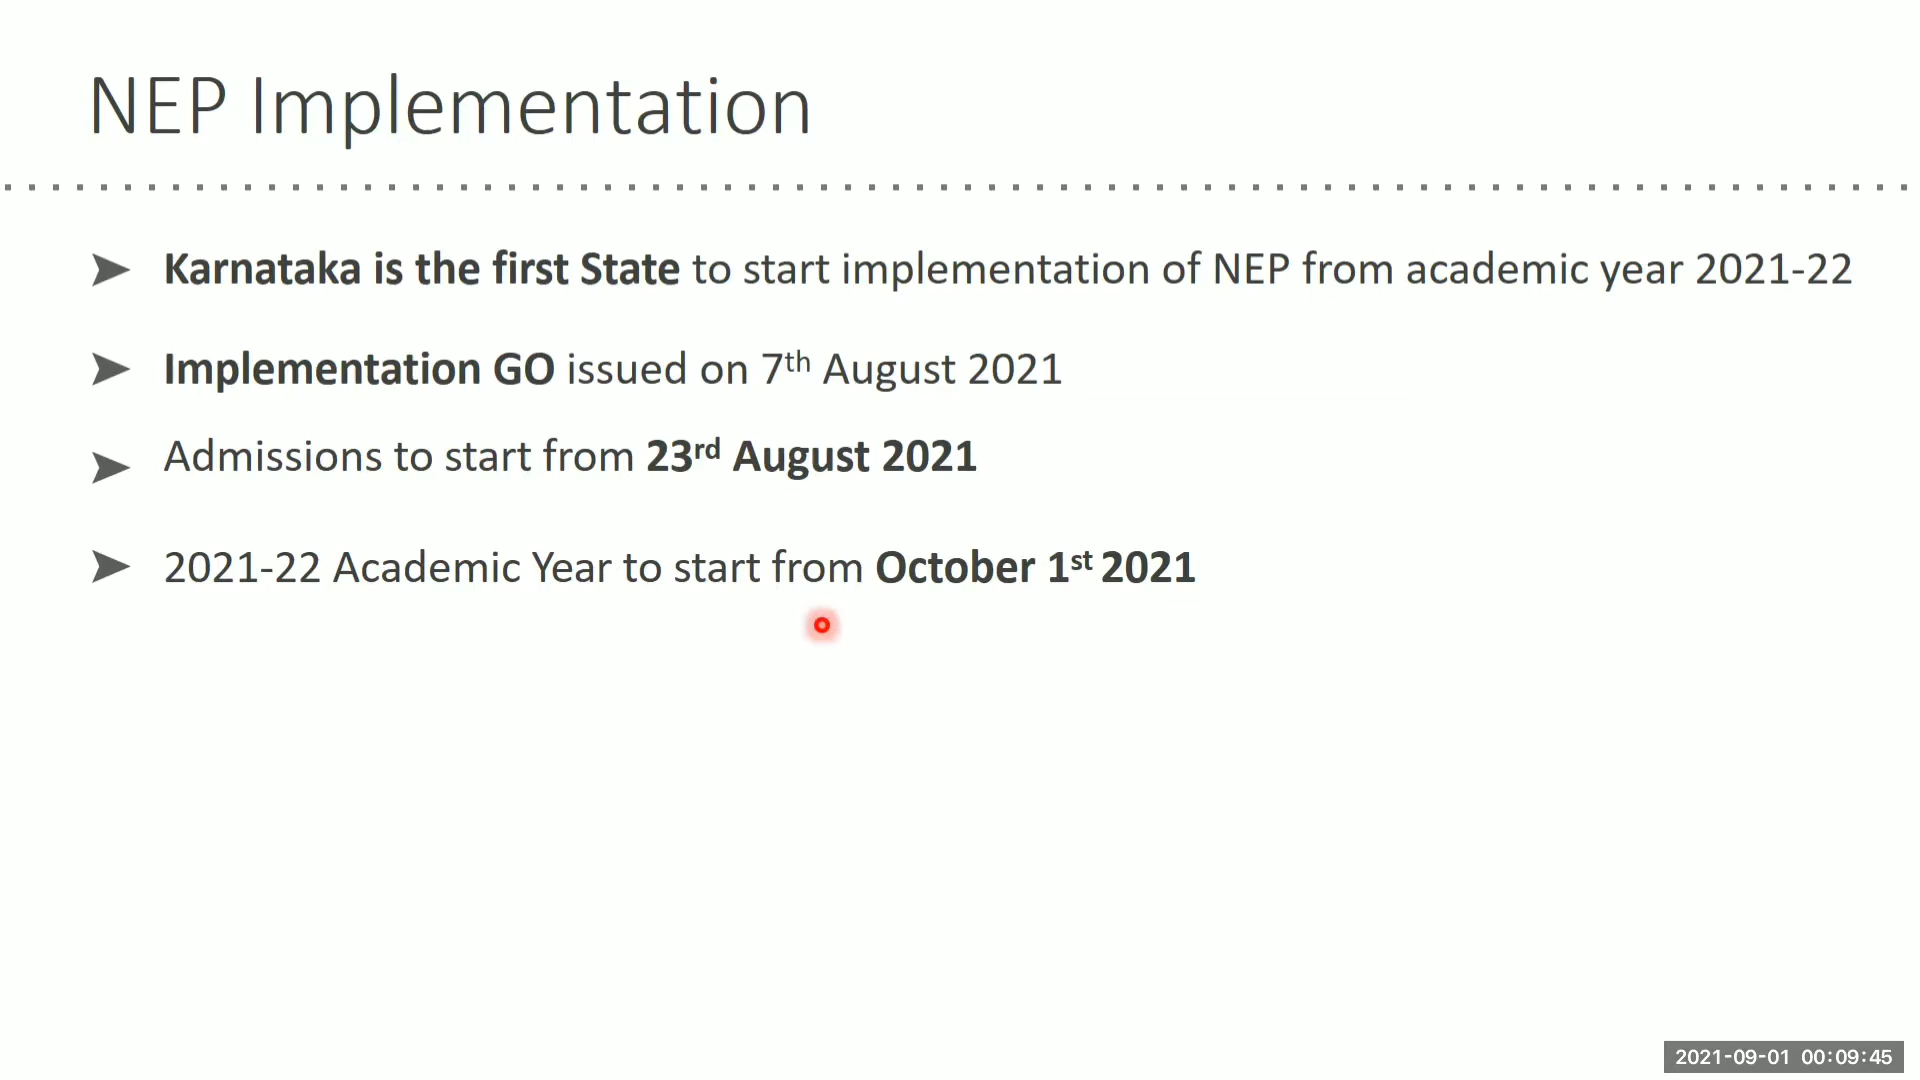 NEP Implementation
Karnataka is the first State to start implementation of NEP from academic year 2021-22
Implementation GO issued on 7th August 2021
Admissions to start from 23rd August 2021
2021-22 Academic Year to start from October 1st 2021
2021-09-01 00:09:45